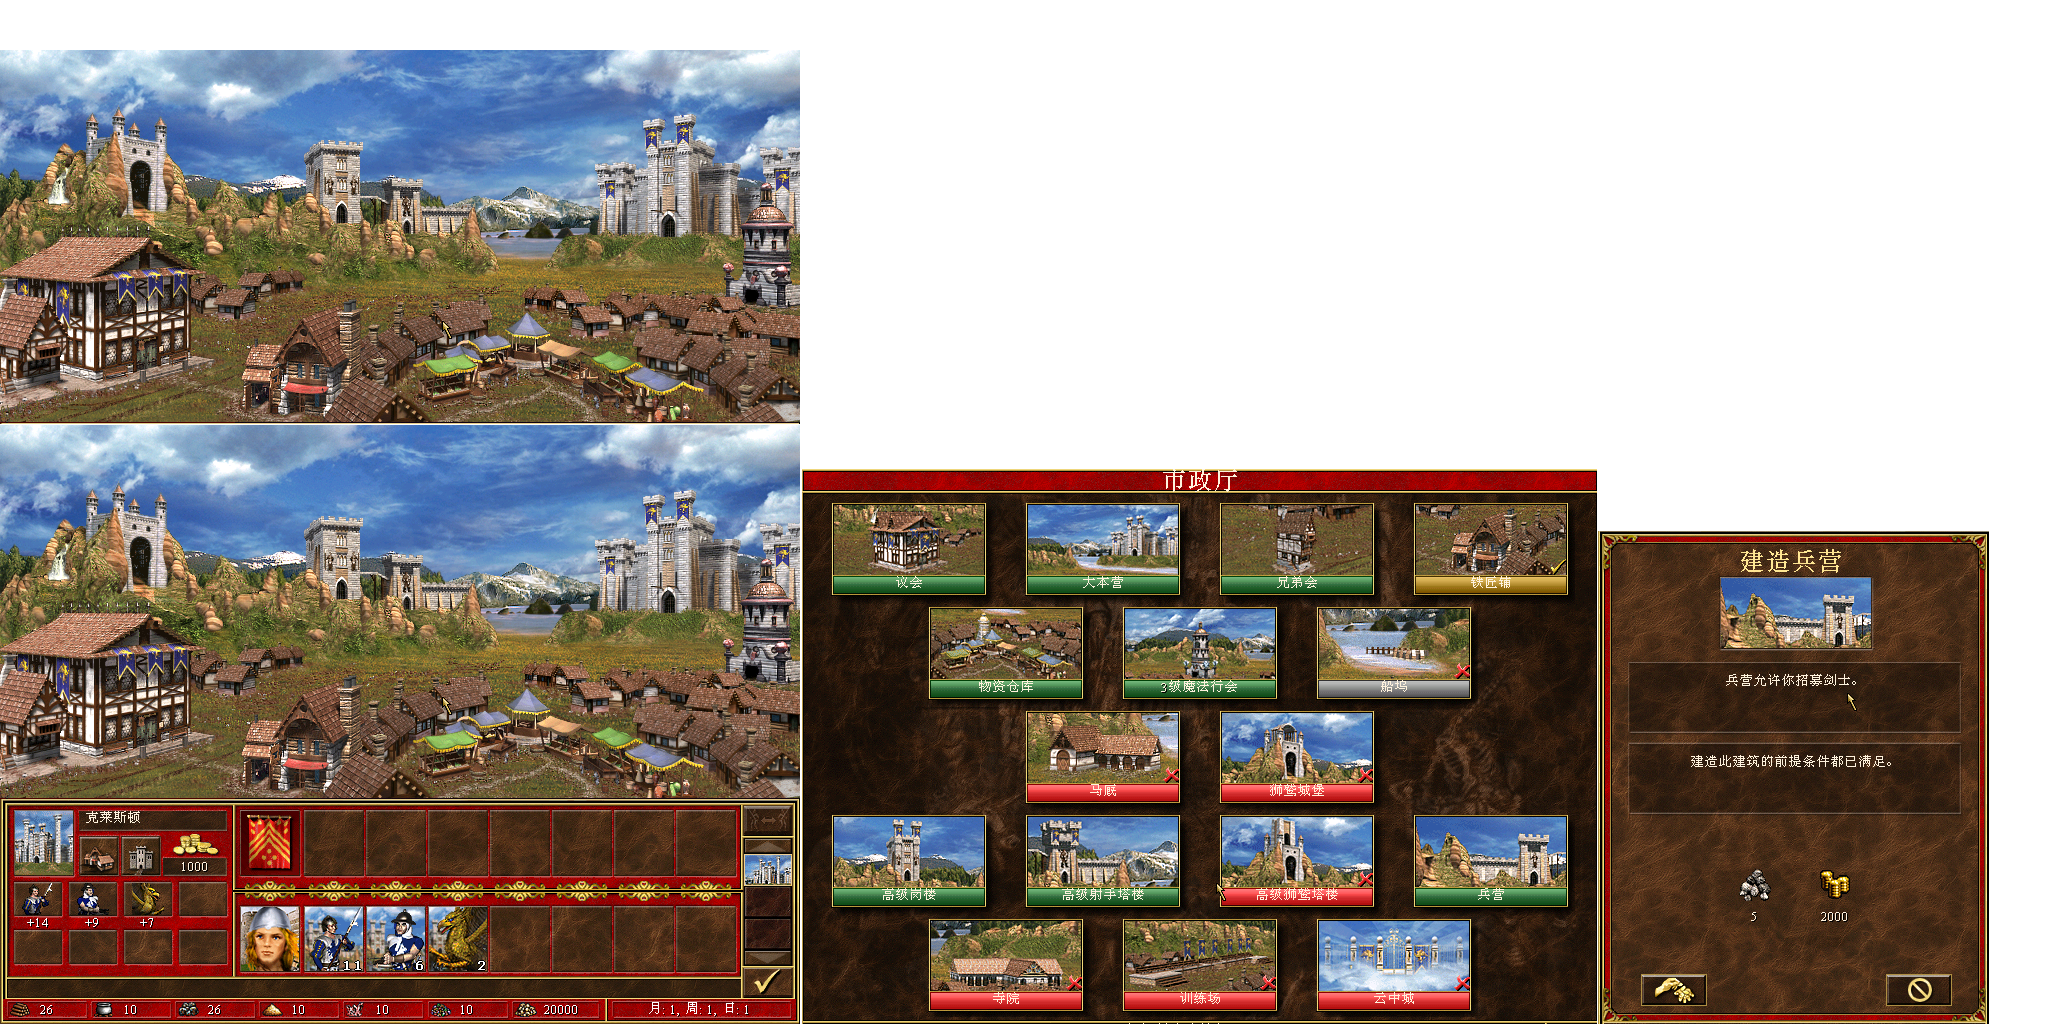 市政厅
议会
大本营
兄弟会
铁匠铺
物资仓库
3级魔法行会
船坞
马厩
狮鹫城堡
高级岗楼
高级射手塔楼
高级狮鹫塔楼
兵营
寺院
训练场
云中城
建造兵营
兵营允许你招募剑士。
建造此建筑的前提条件都已满足。
5
2000
克莱斯顿
1000
+14
+9
+7
11
6
2
26
10
26
10
10
10
20000
月: 1, 周: 1, 日: 1